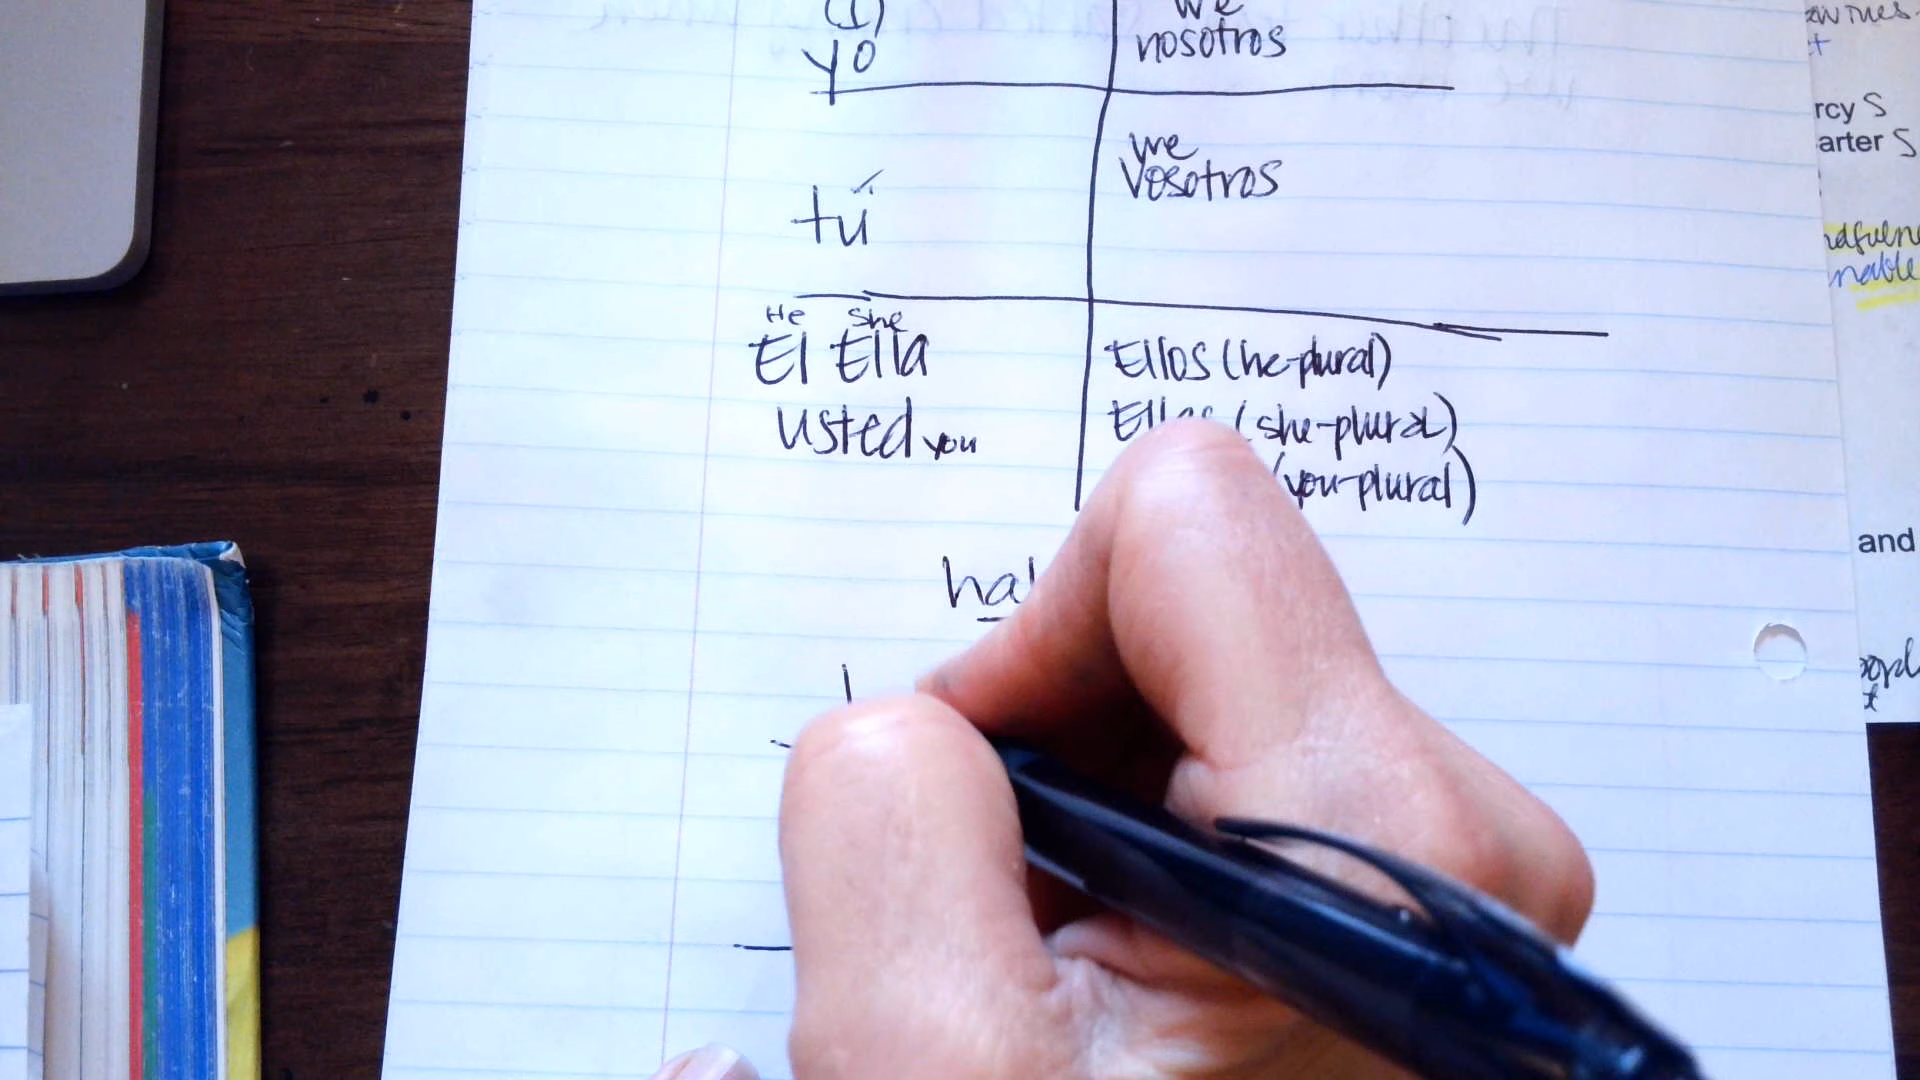 (I) we
yo nosotros
we
vosotros
tú
He She
El Ella
Usted you
Ellos (he-plural)
(she-plural)
(you-plural)
rcy S
arter S
nable
and